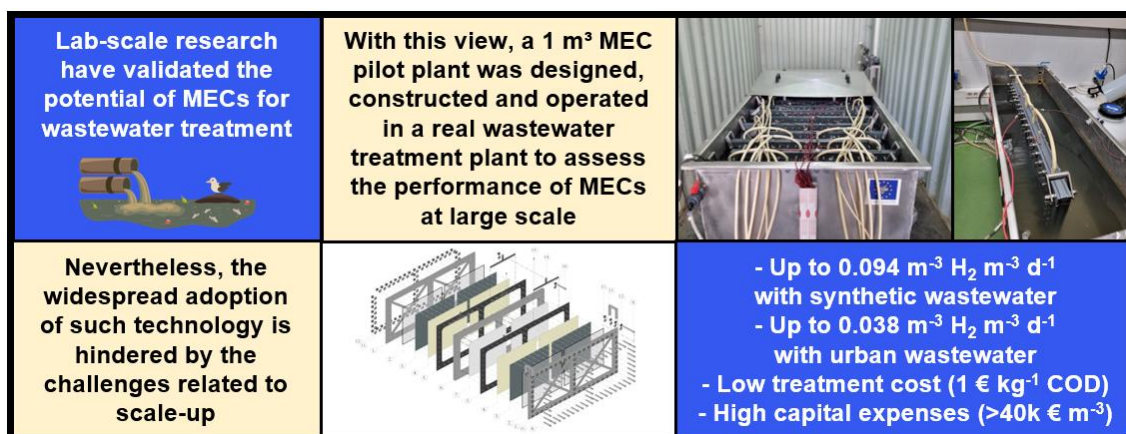 Lab-scale research
have validated the
potential of MECs for
wastewater treatment
With this view, a 1 m³ MEC
pilot plant was designed,
constructed and operated
in a real wastewater
treatment plant to assess
the performance of MECs
at large scale
Nevertheless, the
widespread adoption
of such technology is
hindered by the
challenges related to
scale-up
- Up to 0.094 m⁻³ H₂ m⁻³ d⁻¹
with synthetic wastewater
- Up to 0.038 m⁻³ H₂ m⁻³ d⁻¹
with urban wastewater
- Low treatment cost (1 € kg⁻¹ COD)
- High capital expenses (>40k € m⁻³)